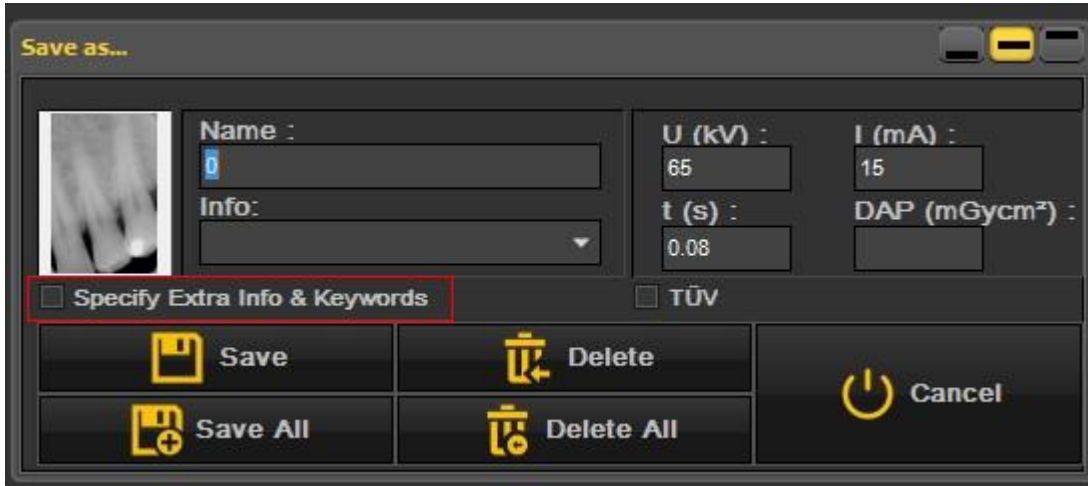 Save as...
Name :
0
Info:
U (kV) :
I (mA) :
65
15
t (s) :
DAP (mGycm²) :
0.08
Specify Extra Info & Keywords
TÜV
Save
Delete
Cancel
Save All
Delete All